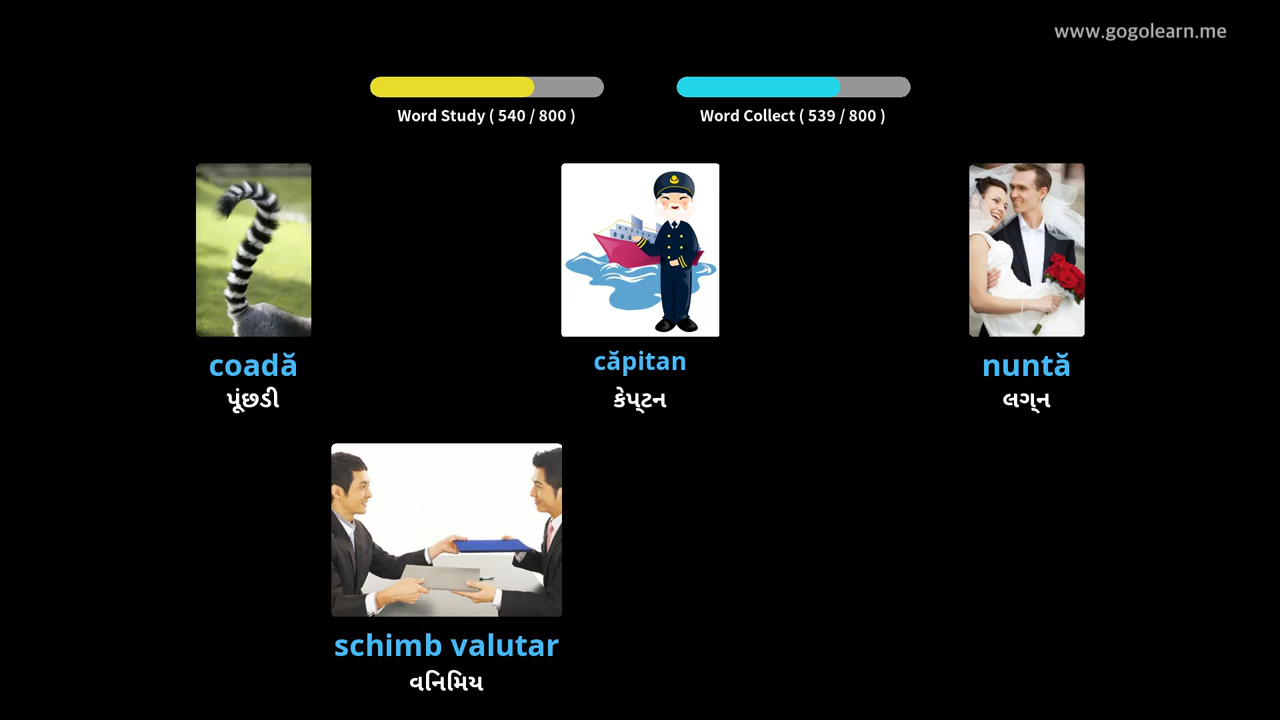 www.gogolearn.me
Word Study ( 540 / 800 )
Word Collect ( 539 / 800 )
coadă
પૂંછડી
căpitan
કેપ્ટન
nuntă
લગ્ન
schimb valutar
વનિમિય